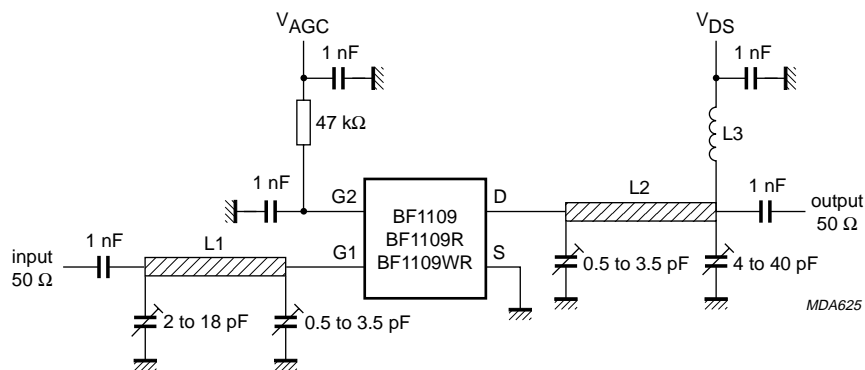 VAGC
VDS
1 nF
1 nF
47 kΩ
L3
1 nF
G2
D
L2
1 nF
output
50 Ω
BF1109
BF1109R
BF1109WR
input
50 Ω
1 nF
L1
G1
S
0.5 to 3.5 pF
4 to 40 pF
MDA625
2 to 18 pF
0.5 to 3.5 pF